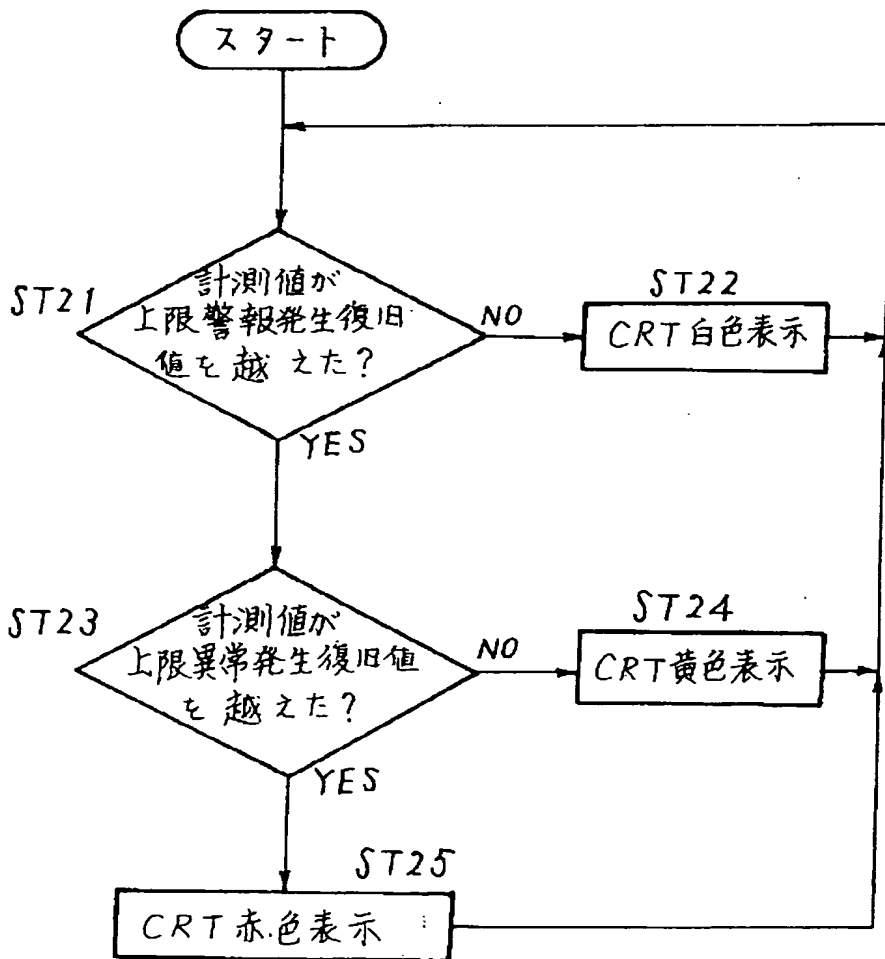 スタート
ST21
計測値が
上限警報発生復旧
値を越えた?
NO
ST22
CRT白色表示
YES
ST23
計測値が
上限異常発生復旧値
を越えた?
NO
ST24
CRT黄色表示
YES
ST25
CRT赤色表示